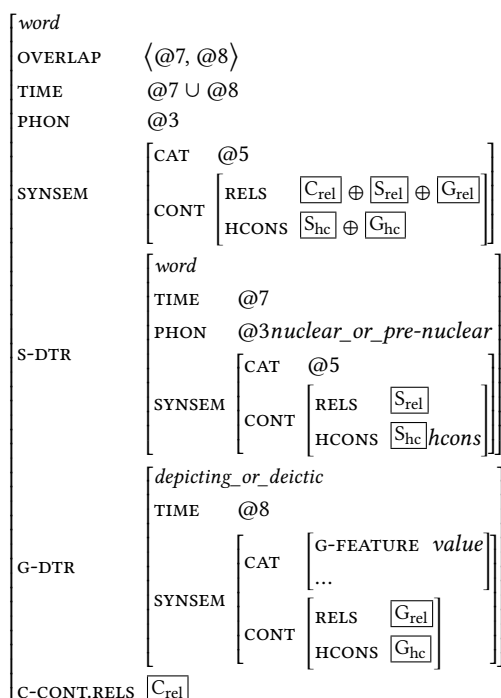 word
OVERLAP ⟨@7, @8⟩
TIME @7 ∪ @8
PHON @3
SYNSEM [CAT @5
CONT [RELS C_rel ⊕ S_rel ⊕ G_rel
HCONS S_hc ⊕ G_hc]]
S-DTR [word
TIME @7
PHON @3nuclear_or_pre-nuclear
SYNSEM [CAT @5
CONT [RELS S_rel
HCONS S_hc hcons]]]
G-DTR [depicting_or_deictic
TIME @8
SYNSEM [CAT [G-FEATURE value
...]
CONT [RELS G_rel
HCONS G_hc]]]
C-CONT.RELS C_rel